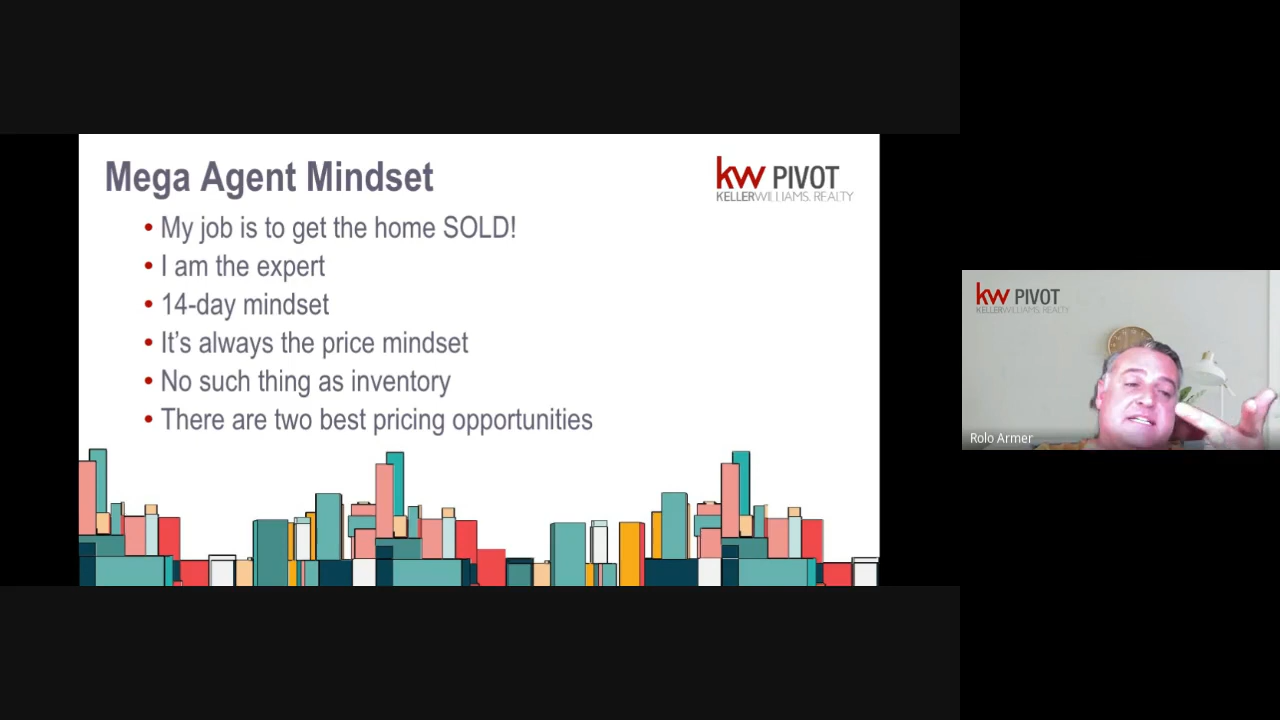 Mega Agent Mindset
kw PIVOT
KELLERWILLIAMS. REALTY
• My job is to get the home SOLD!
• I am the expert
• 14-day mindset
• It’s always the price mindset
• No such thing as inventory
• There are two best pricing opportunities
kw PIVOT
KELLERWILLIAMS. REALTY
Rolo Armer